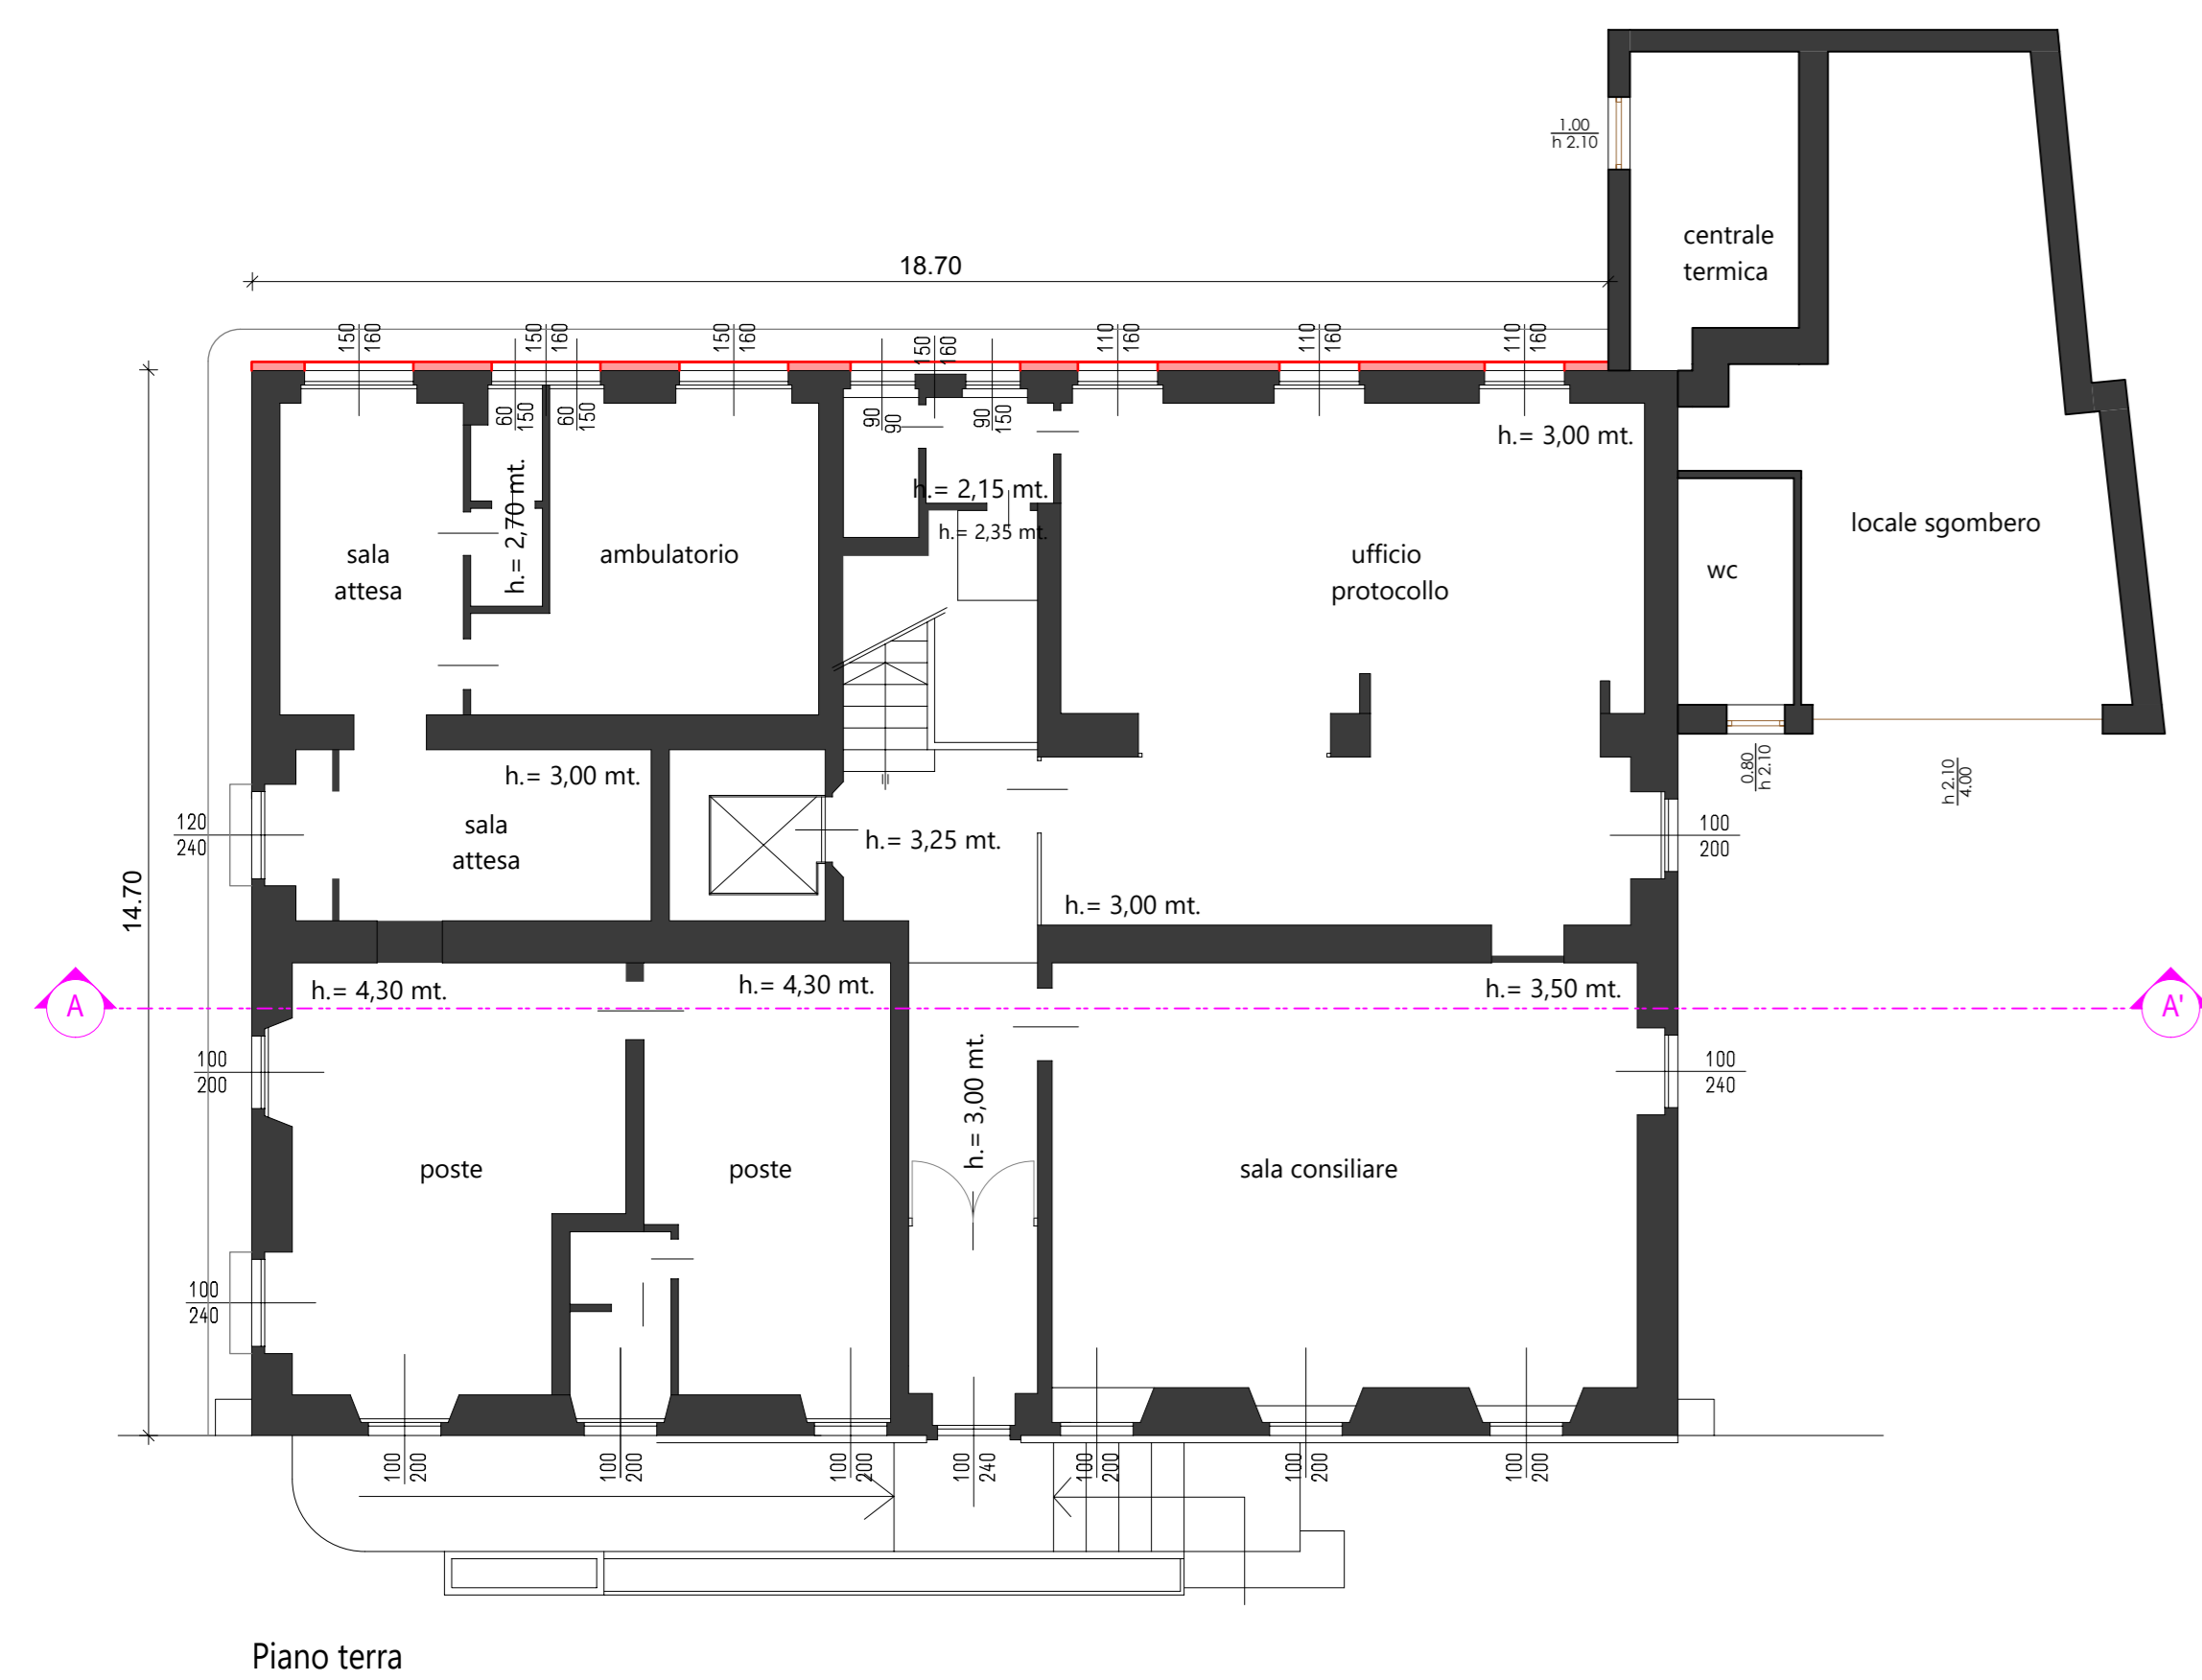 1.00
h 2.10
centrale
termica
18.70
150
160
150
160
150
160
150
160
110
160
110
160
110
160
60
150
60
150
90
90
90
150
h.= 3,00 mt.
h.= 2,70 mt.
h.= 2,15 mt.
h.= 2,35 mt.
sala
attesa
ambulatorio
ufficio
protocollo
wc
locale sgombero
h.= 3,00 mt.
0.80
h 2.10
h 2.10
4.00
120
240
sala
attesa
h.= 3,25 mt.
100
200
14.70
h.= 3,00 mt.
A
h.= 4,30 mt.
h.= 4,30 mt.
h.= 3,50 mt.
A'
100
200
h.= 3,00 mt.
100
240
poste
poste
sala consiliare
100
240
100
200
100
200
100
200
100
240
100
200
100
200
100
200
Piano terra